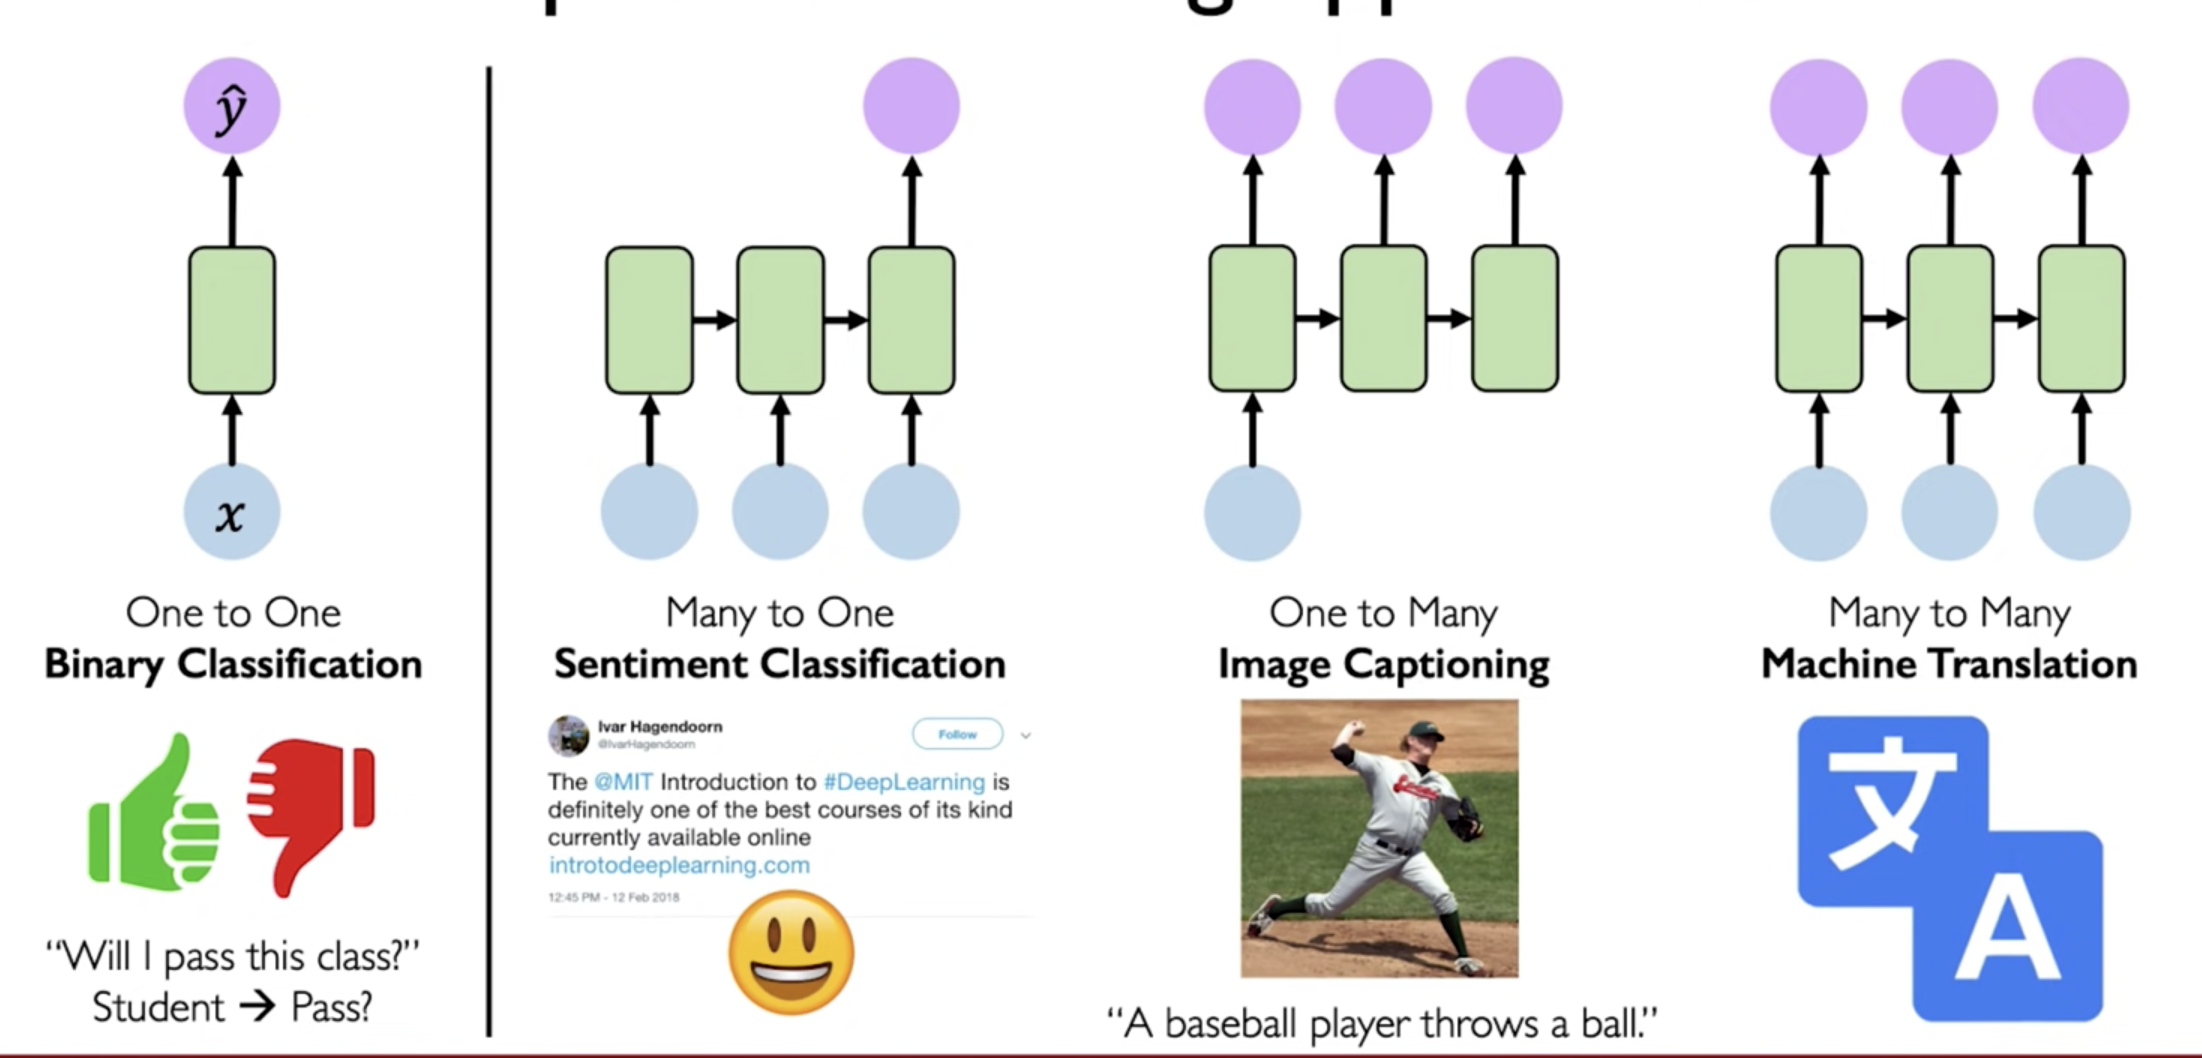 ŷ
x
One to One
Binary Classification
"Will I pass this class?"
Student → Pass?
Many to One
Sentiment Classification
Ivar Hagendoorn
@IvarHagendoorn
Follow
The @MIT Introduction to #DeepLearning is
definitely one of the best courses of its kind
currently available online
introtodeeplearning.com
12:45 PM - 12 Feb 2018
One to Many
Image Captioning
"A baseball player throws a ball."
Many to Many
Machine Translation
文
A